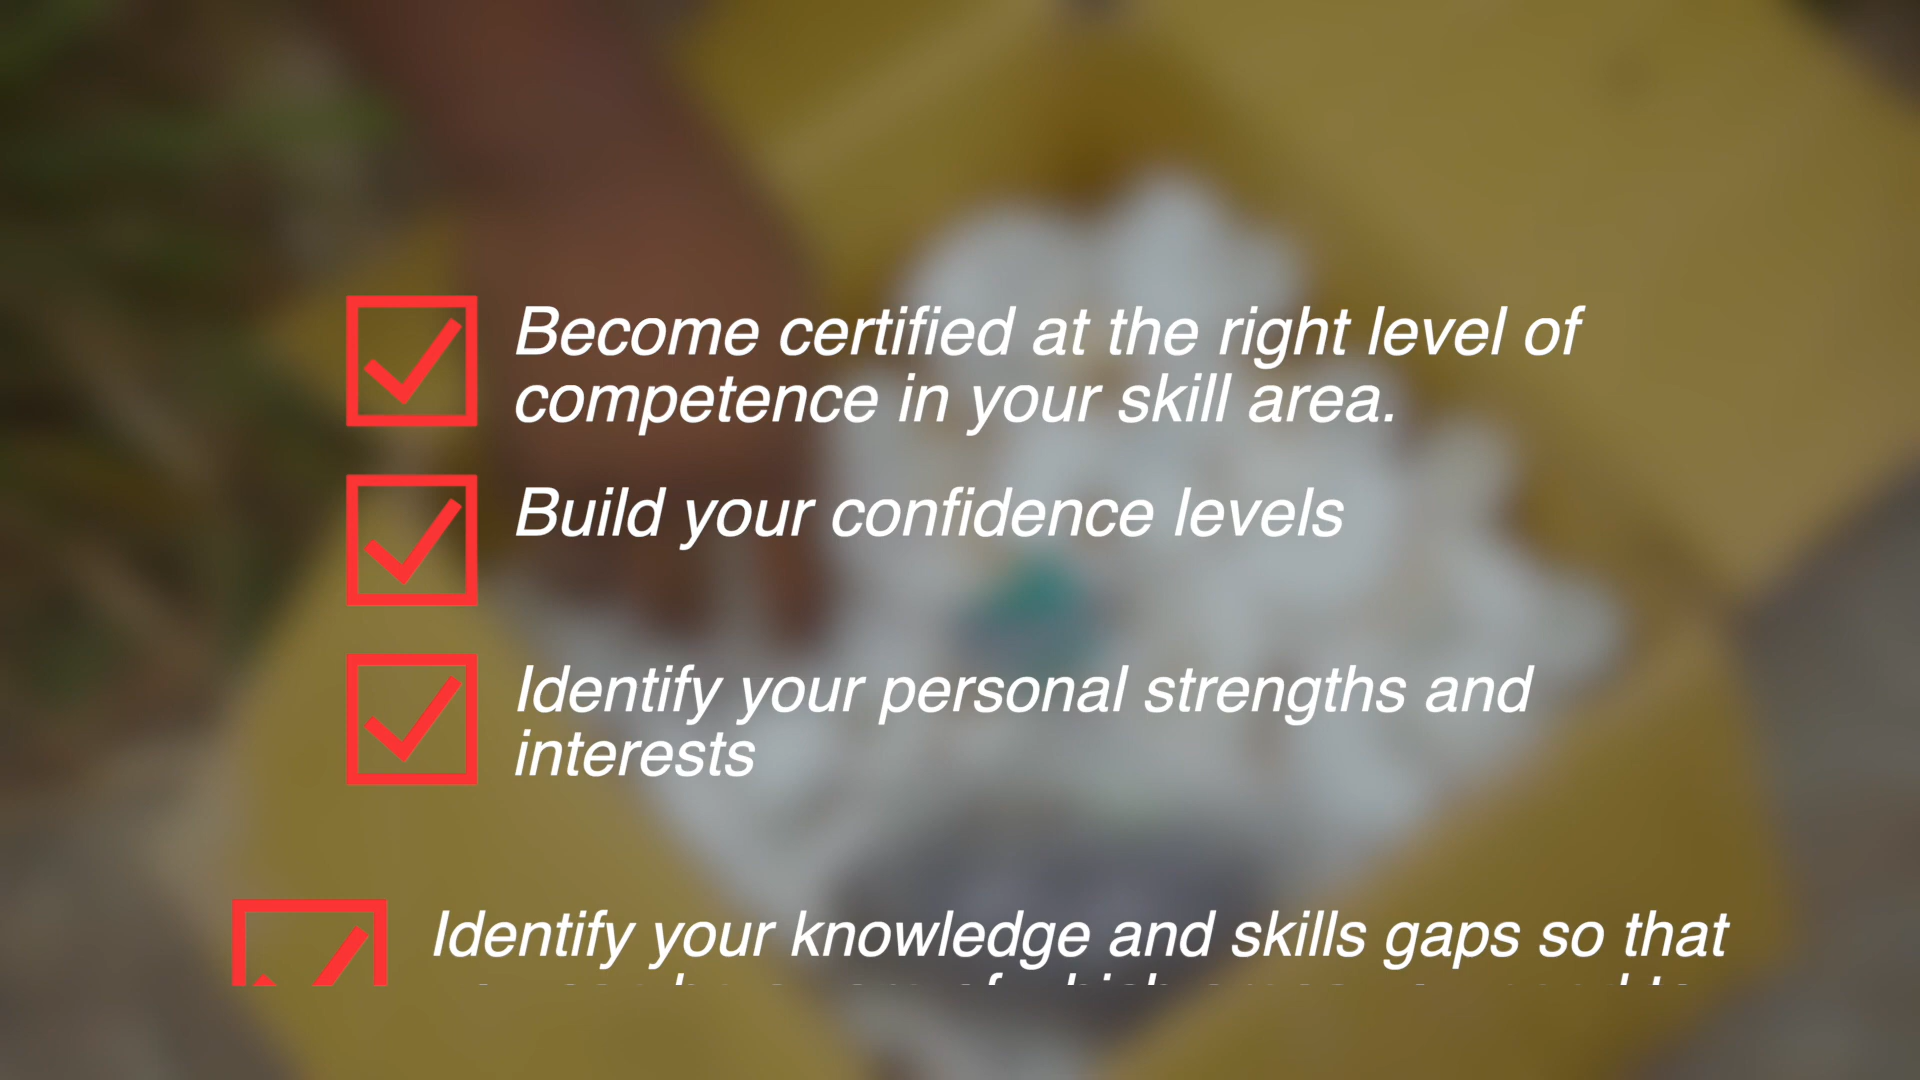 Become certified at the right level of
competence in your skill area.
Build your confidence levels
Identify your personal strengths and
interests
Identify your knowledge and skills gaps so that